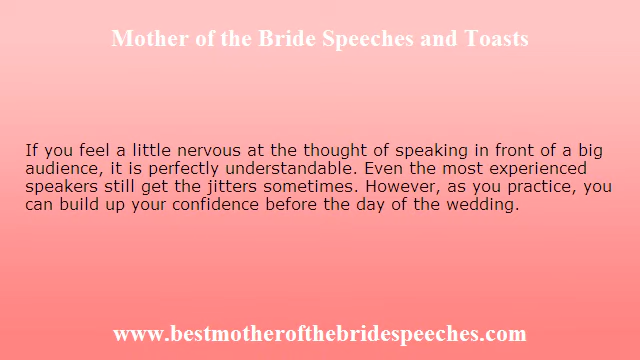 Mother of the Bride Speeches and Toasts
If you feel a little nervous at the thought of speaking in front of a big
audience, it is perfectly understandable. Even the most experienced
speakers still get the jitters sometimes. However, as you practice, you
can build up your confidence before the day of the wedding.
www.bestmotherofthebridespeeches.com